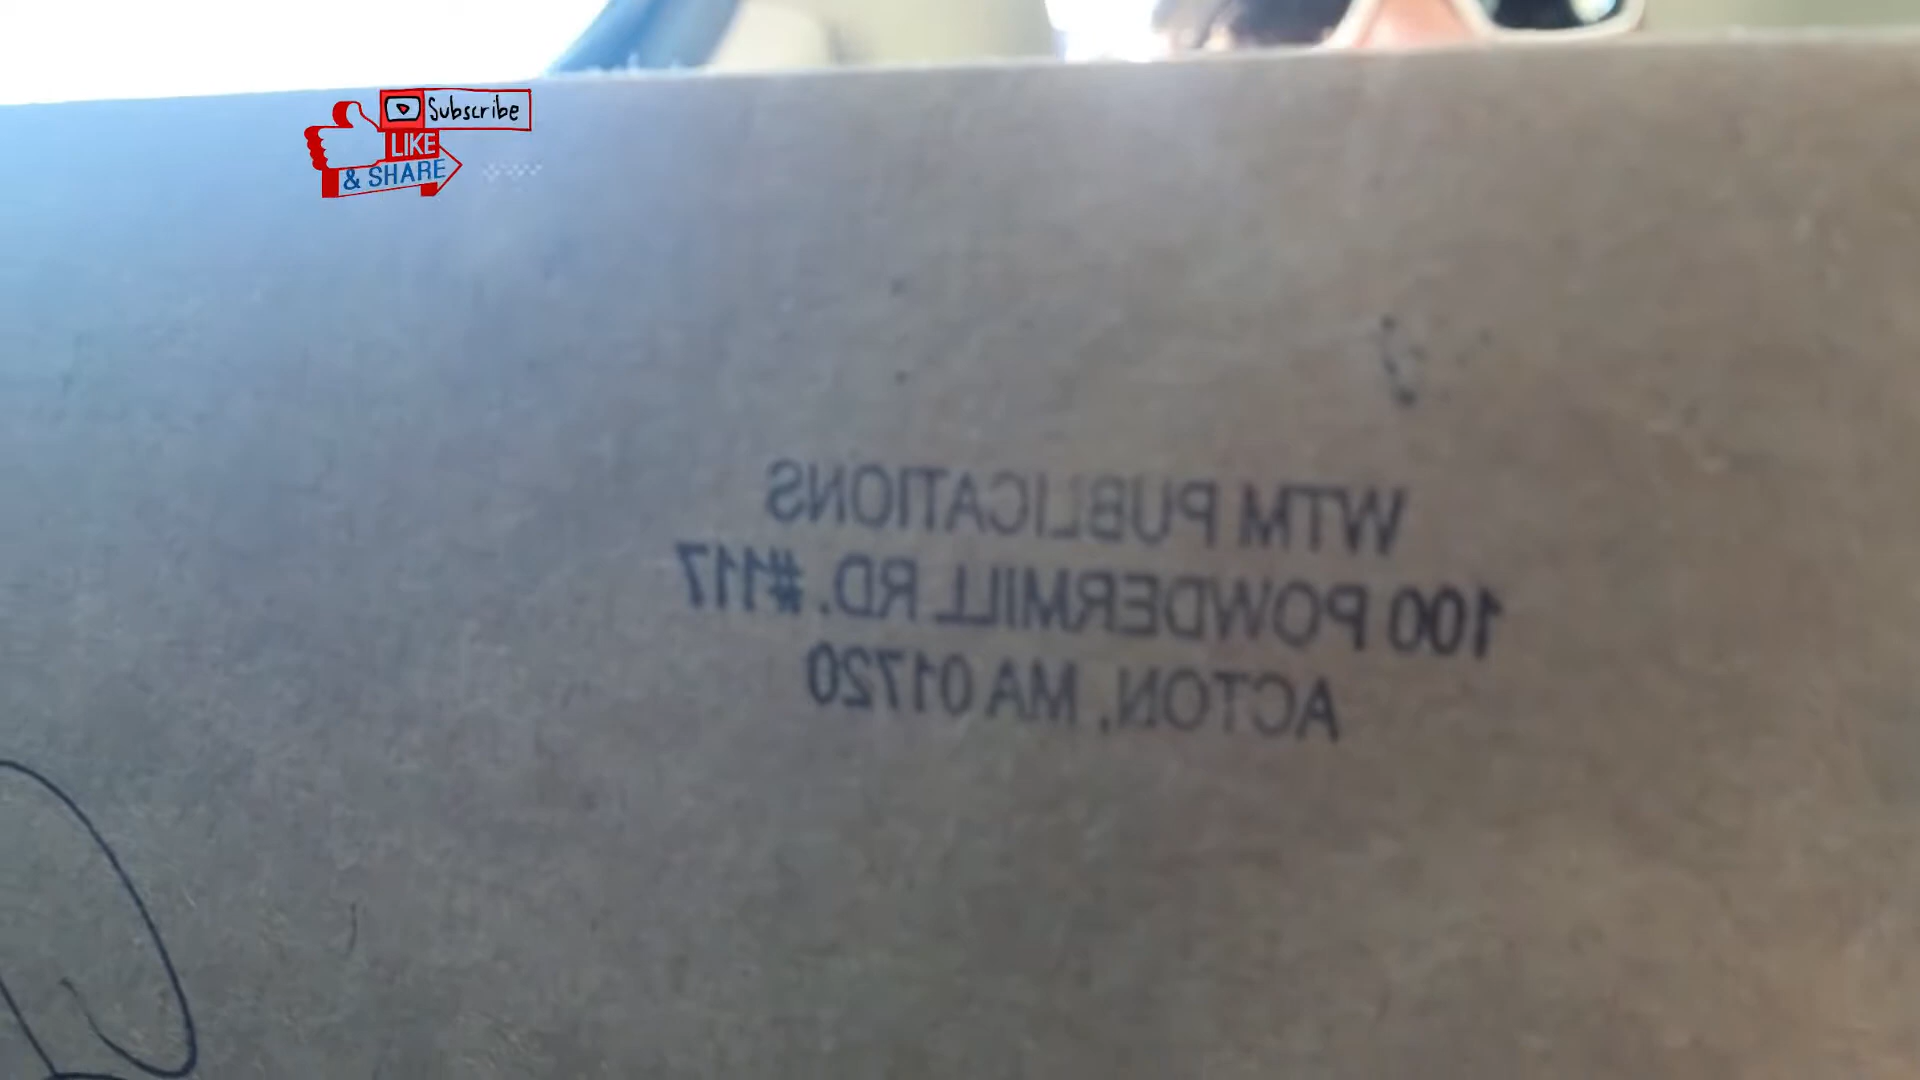 Subscribe
LIKE
& SHARE
WTM PUBLICATIONS
100 POWDERMILL RD. #117
ACTON, MA 01720